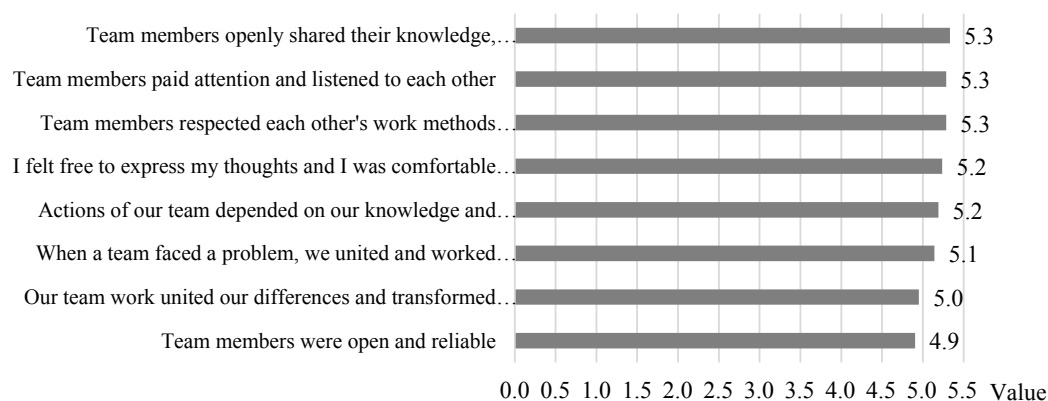 Team members openly shared their knowledge,… 5.3
Team members paid attention and listened to each other 5.3
Team members respected each other's work methods… 5.3
I felt free to express my thoughts and I was comfortable… 5.2
Actions of our team depended on our knowledge and… 5.2
When a team faced a problem, we united and worked… 5.1
Our team work united our differences and transformed… 5.0
Team members were open and reliable 4.9
0.0 0.5 1.0 1.5 2.0 2.5 3.0 3.5 4.0 4.5 5.0 5.5 Value